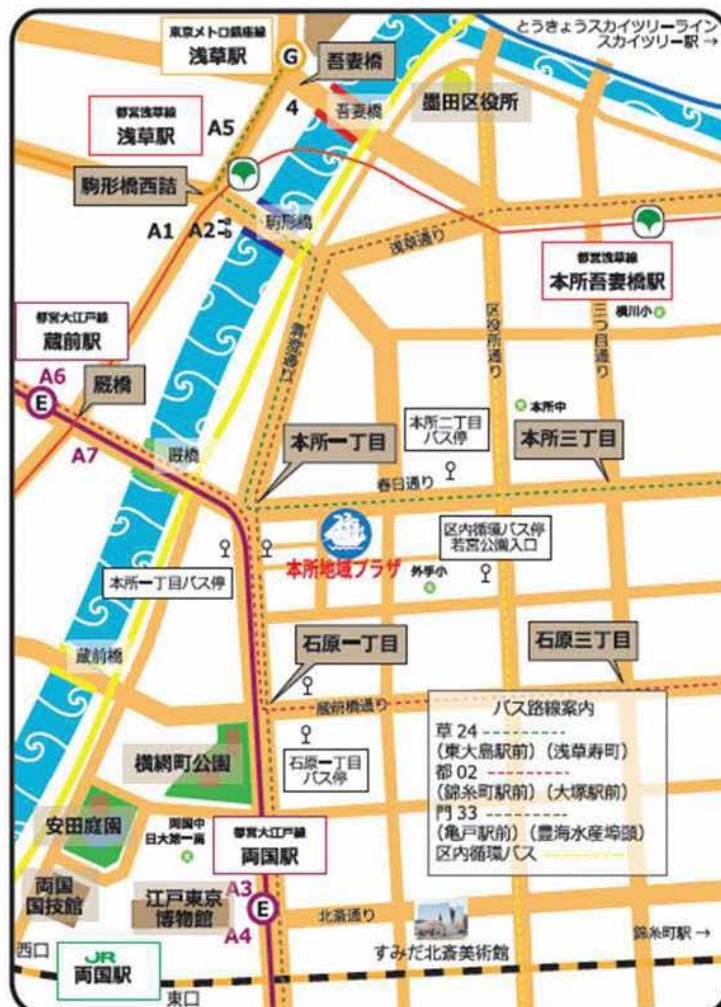 とうきょうスカイツリーライン
スカイツリー駅 →
東京メトロ銀座線
浅草駅
G
吾妻橋
4
吾妻橋
墨田区役所
都営浅草線
浅草駅
A5
駒形橋西詰
A1
A2
駒形橋
浅草通り
都営浅草線
本所吾妻橋駅
清澄通り
区役所通り
三つ目通り
横川小
都営大江戸線
蔵前駅
A6
E
厩橋
A7
厩橋
本所中
本所二丁目
バス停
本所一丁目
本所三丁目
春日通り
本所地域プラザ
区内循環バス停
若宮公園入口
外手小
本所一丁目バス停
蔵前橋
石原一丁目
石原三丁目
蔵前橋通り
石原一丁目
バス停
バス路線案内
草 24
(東大島駅前) (浅草寿町)
都 02
(錦糸町駅前) (大塚駅前)
門 33
(亀戸駅前) (豊海水産埠頭)
区内循環バス
横網町公園
安田庭園
両国中
日大第一高
都営大江戸線
両国駅
両国
国技館
江戸東京
博物館
A3
E
A4
北斎通り
すみだ北斎美術館
錦糸町駅 →
西口
JR
両国駅
東口